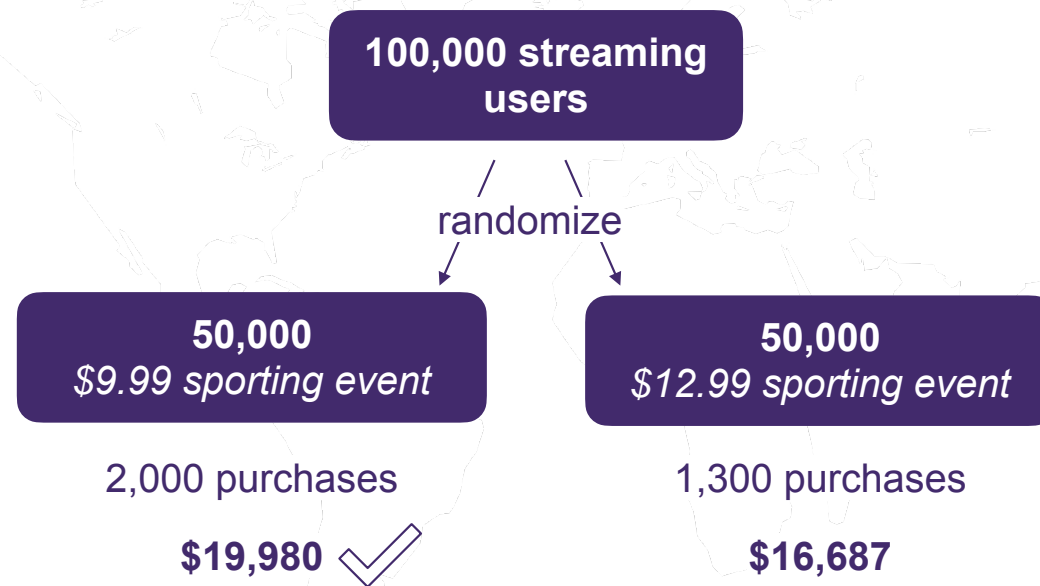 100,000 streaming
users
randomize
50,000
$9.99 sporting event
50,000
$12.99 sporting event
2,000 purchases
1,300 purchases
$19,980
$16,687